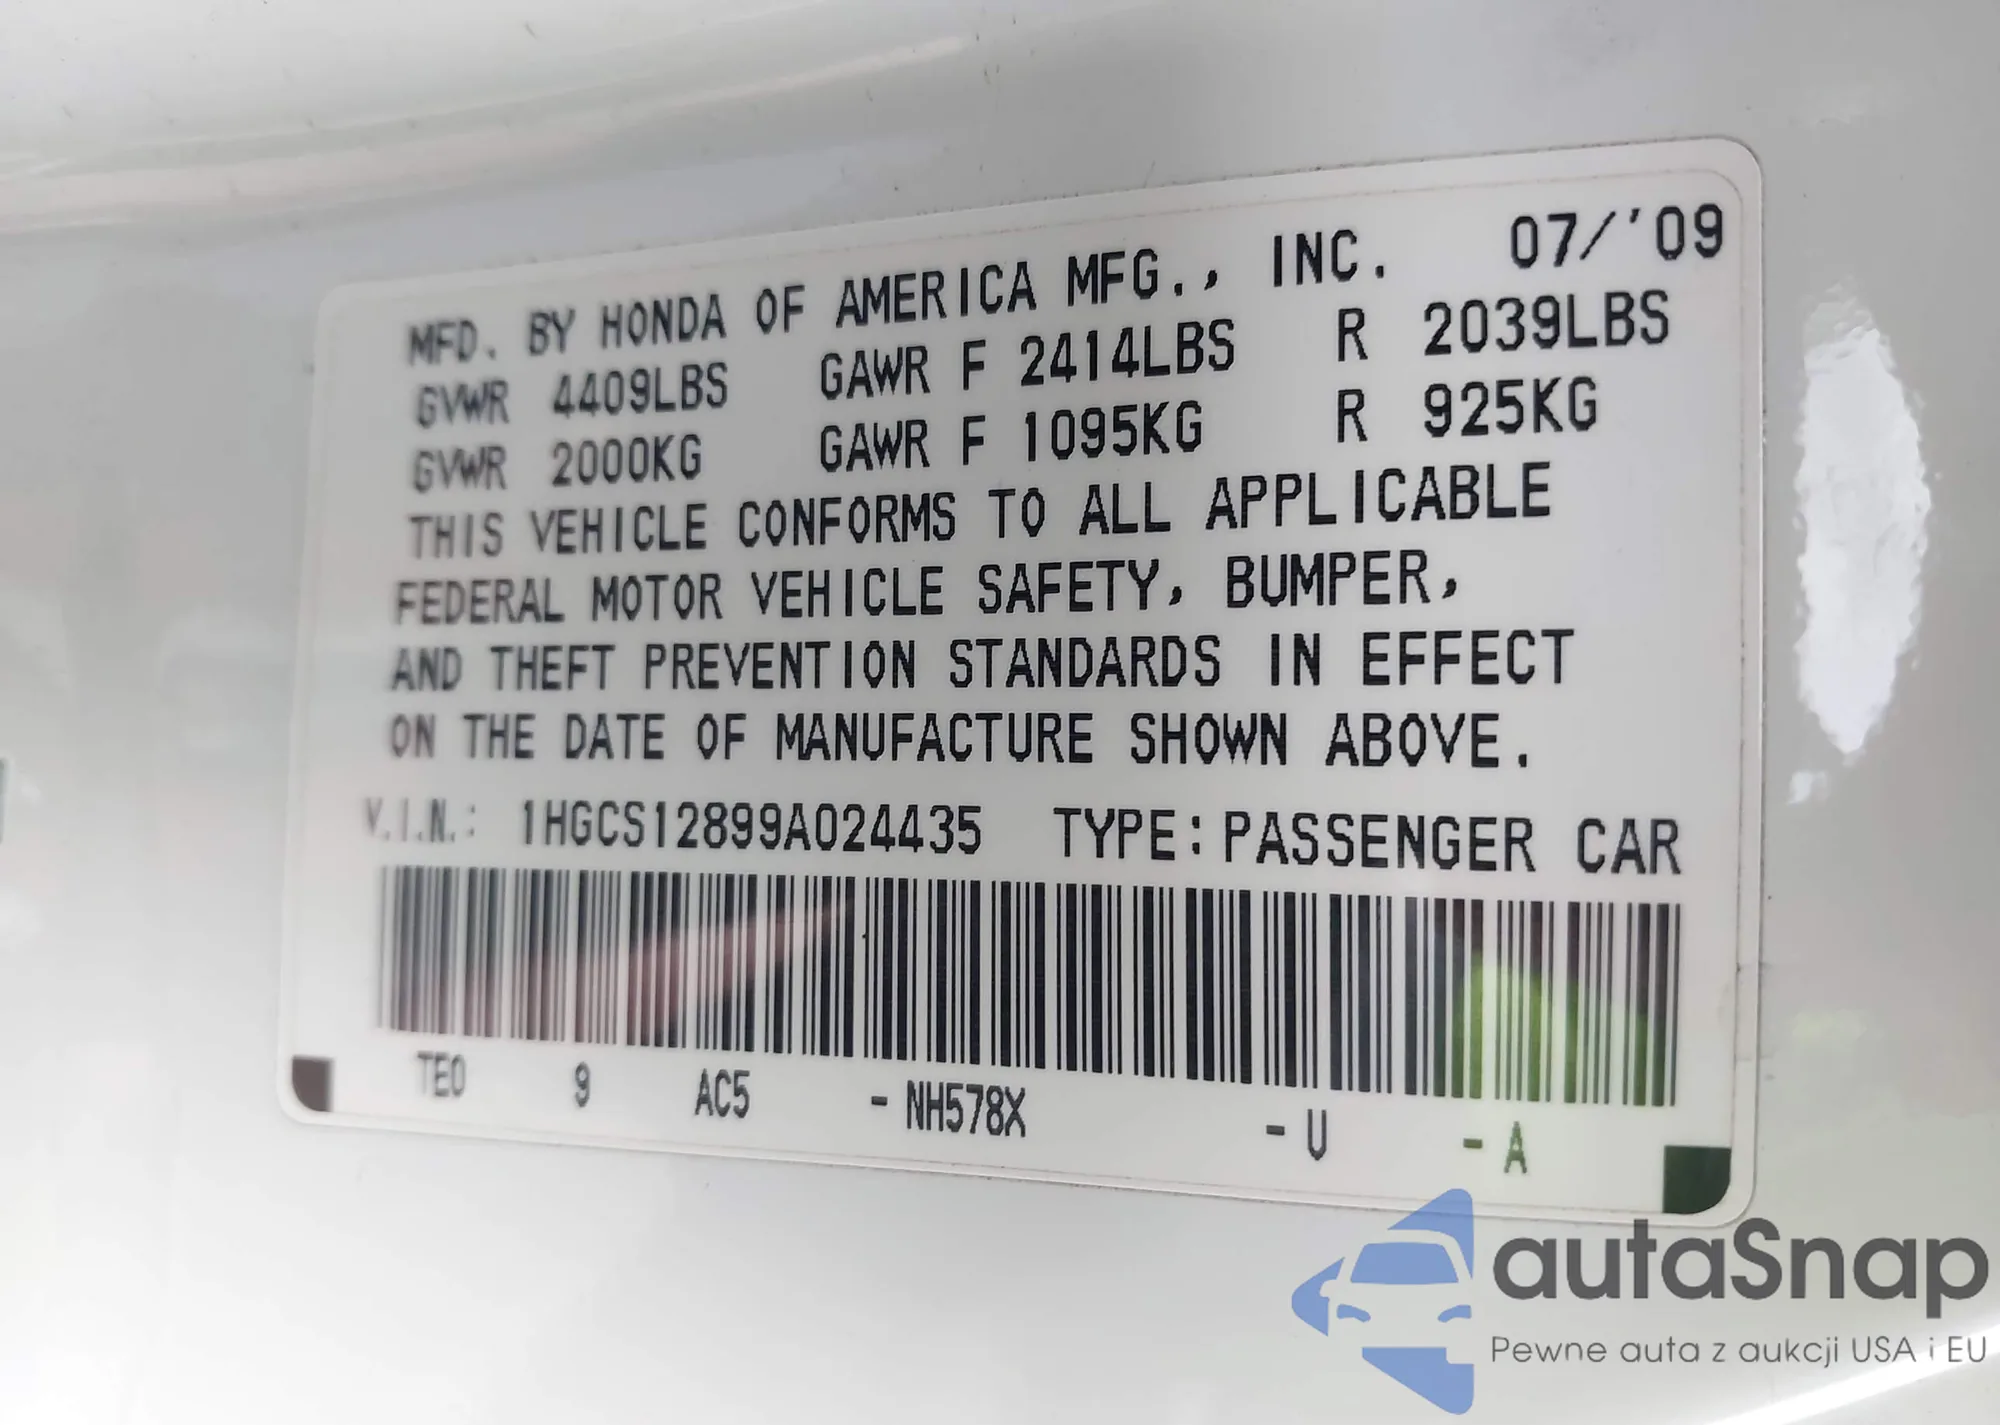 MFD. BY HONDA OF AMERICA MFG., INC. 07/'09
GVWR 4409LBS GAWR F 2414LBS R 2039LBS
GVWR 2000KG GAWR F 1095KG R 925KG
THIS VEHICLE CONFORMS TO ALL APPLICABLE
FEDERAL MOTOR VEHICLE SAFETY, BUMPER,
AND THEFT PREVENTION STANDARDS IN EFFECT
ON THE DATE OF MANUFACTURE SHOWN ABOVE.
V.I.N.: 1HGCS12899A024435 TYPE:PASSENGER CAR
TE0 9 AC5 -NH578X -U -A
autaSnap
Pewne auta z aukcji USA i EU